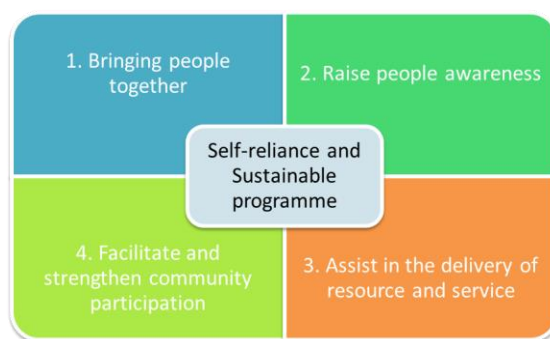 1. Bringing people
together
2. Raise people awareness
Self-reliance and
Sustainable
programme
4. Facilitate and
strengthen community
participation
3. Assist in the delivery of
resource and service